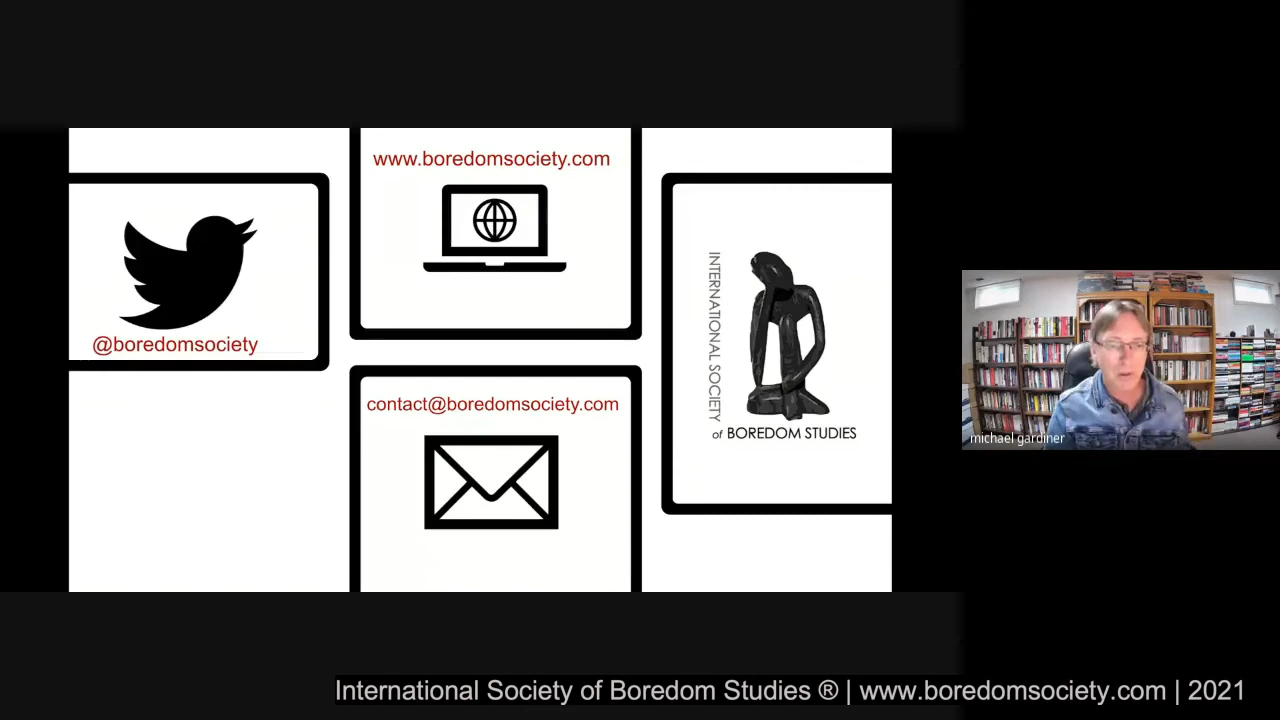 www.boredomsociety.com
@boredomsociety
contact@boredomsociety.com
INTERNATIONAL SOCIETY
of BOREDOM STUDIES
michael gardiner
International Society of Boredom Studies ® | www.boredomsociety.com | 2021